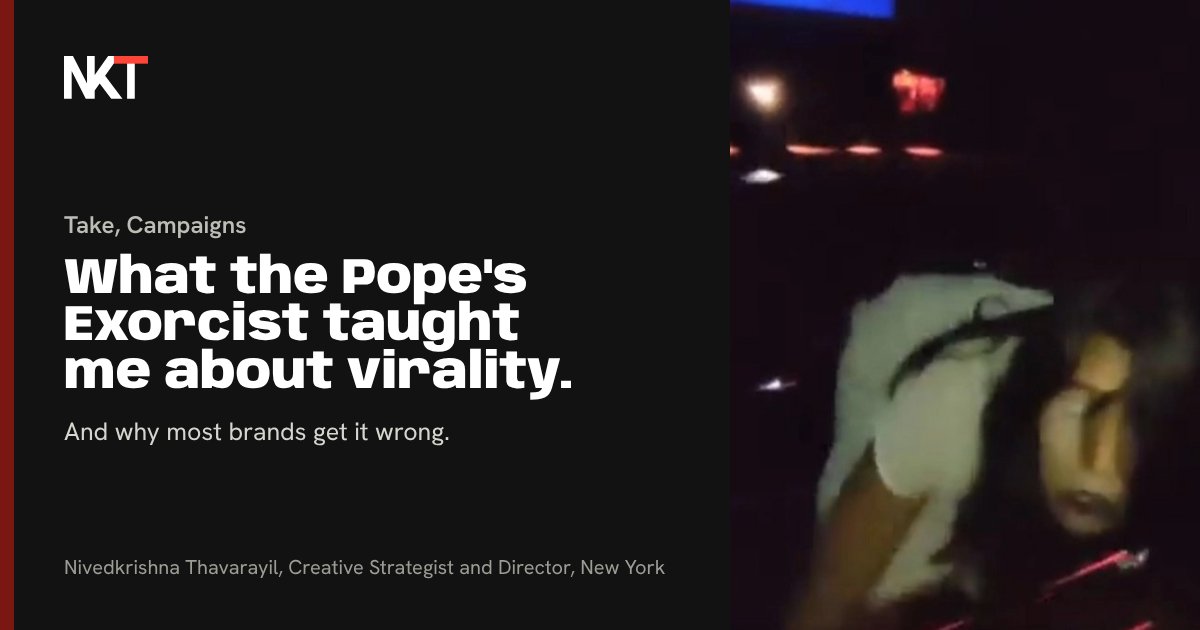 NKT
Take, Campaigns
What the Pope's
Exorcist taught
me about virality.
And why most brands get it wrong.
Nivedkrishna Thavarayil, Creative Strategist and Director, New York